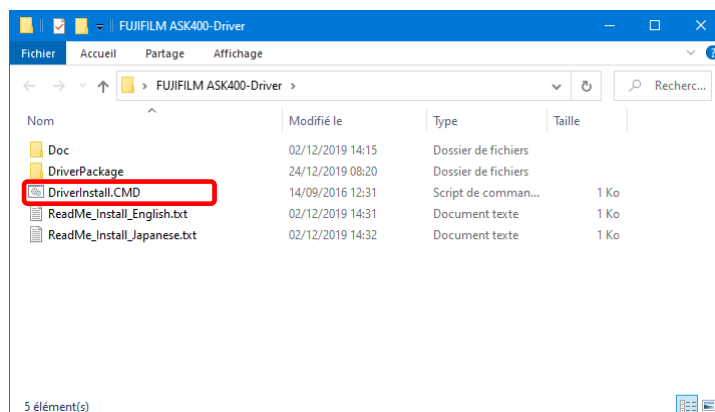 FUJIFILM ASK400-Driver
Fichier Accueil Partage Affichage
FUJIFILM ASK400-Driver
Recherc...
Nom Modifié le Type Taille
Doc 02/12/2019 14:15 Dossier de fichiers
DriverPackage 24/12/2019 08:20 Dossier de fichiers
DriverInstall.CMD 14/09/2016 12:31 Script de comman... 1 Ko
ReadMe_Install_English.txt 02/12/2019 14:31 Document texte 1 Ko
ReadMe_Install_Japanese.txt 02/12/2019 14:32 Document texte 1 Ko
5 élément(s)